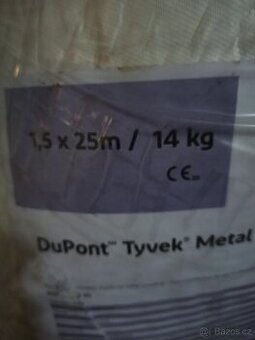 1,5 x 25m / 14 kg
CE
DuPont™ Tyvek® Metal
Bazos.cz